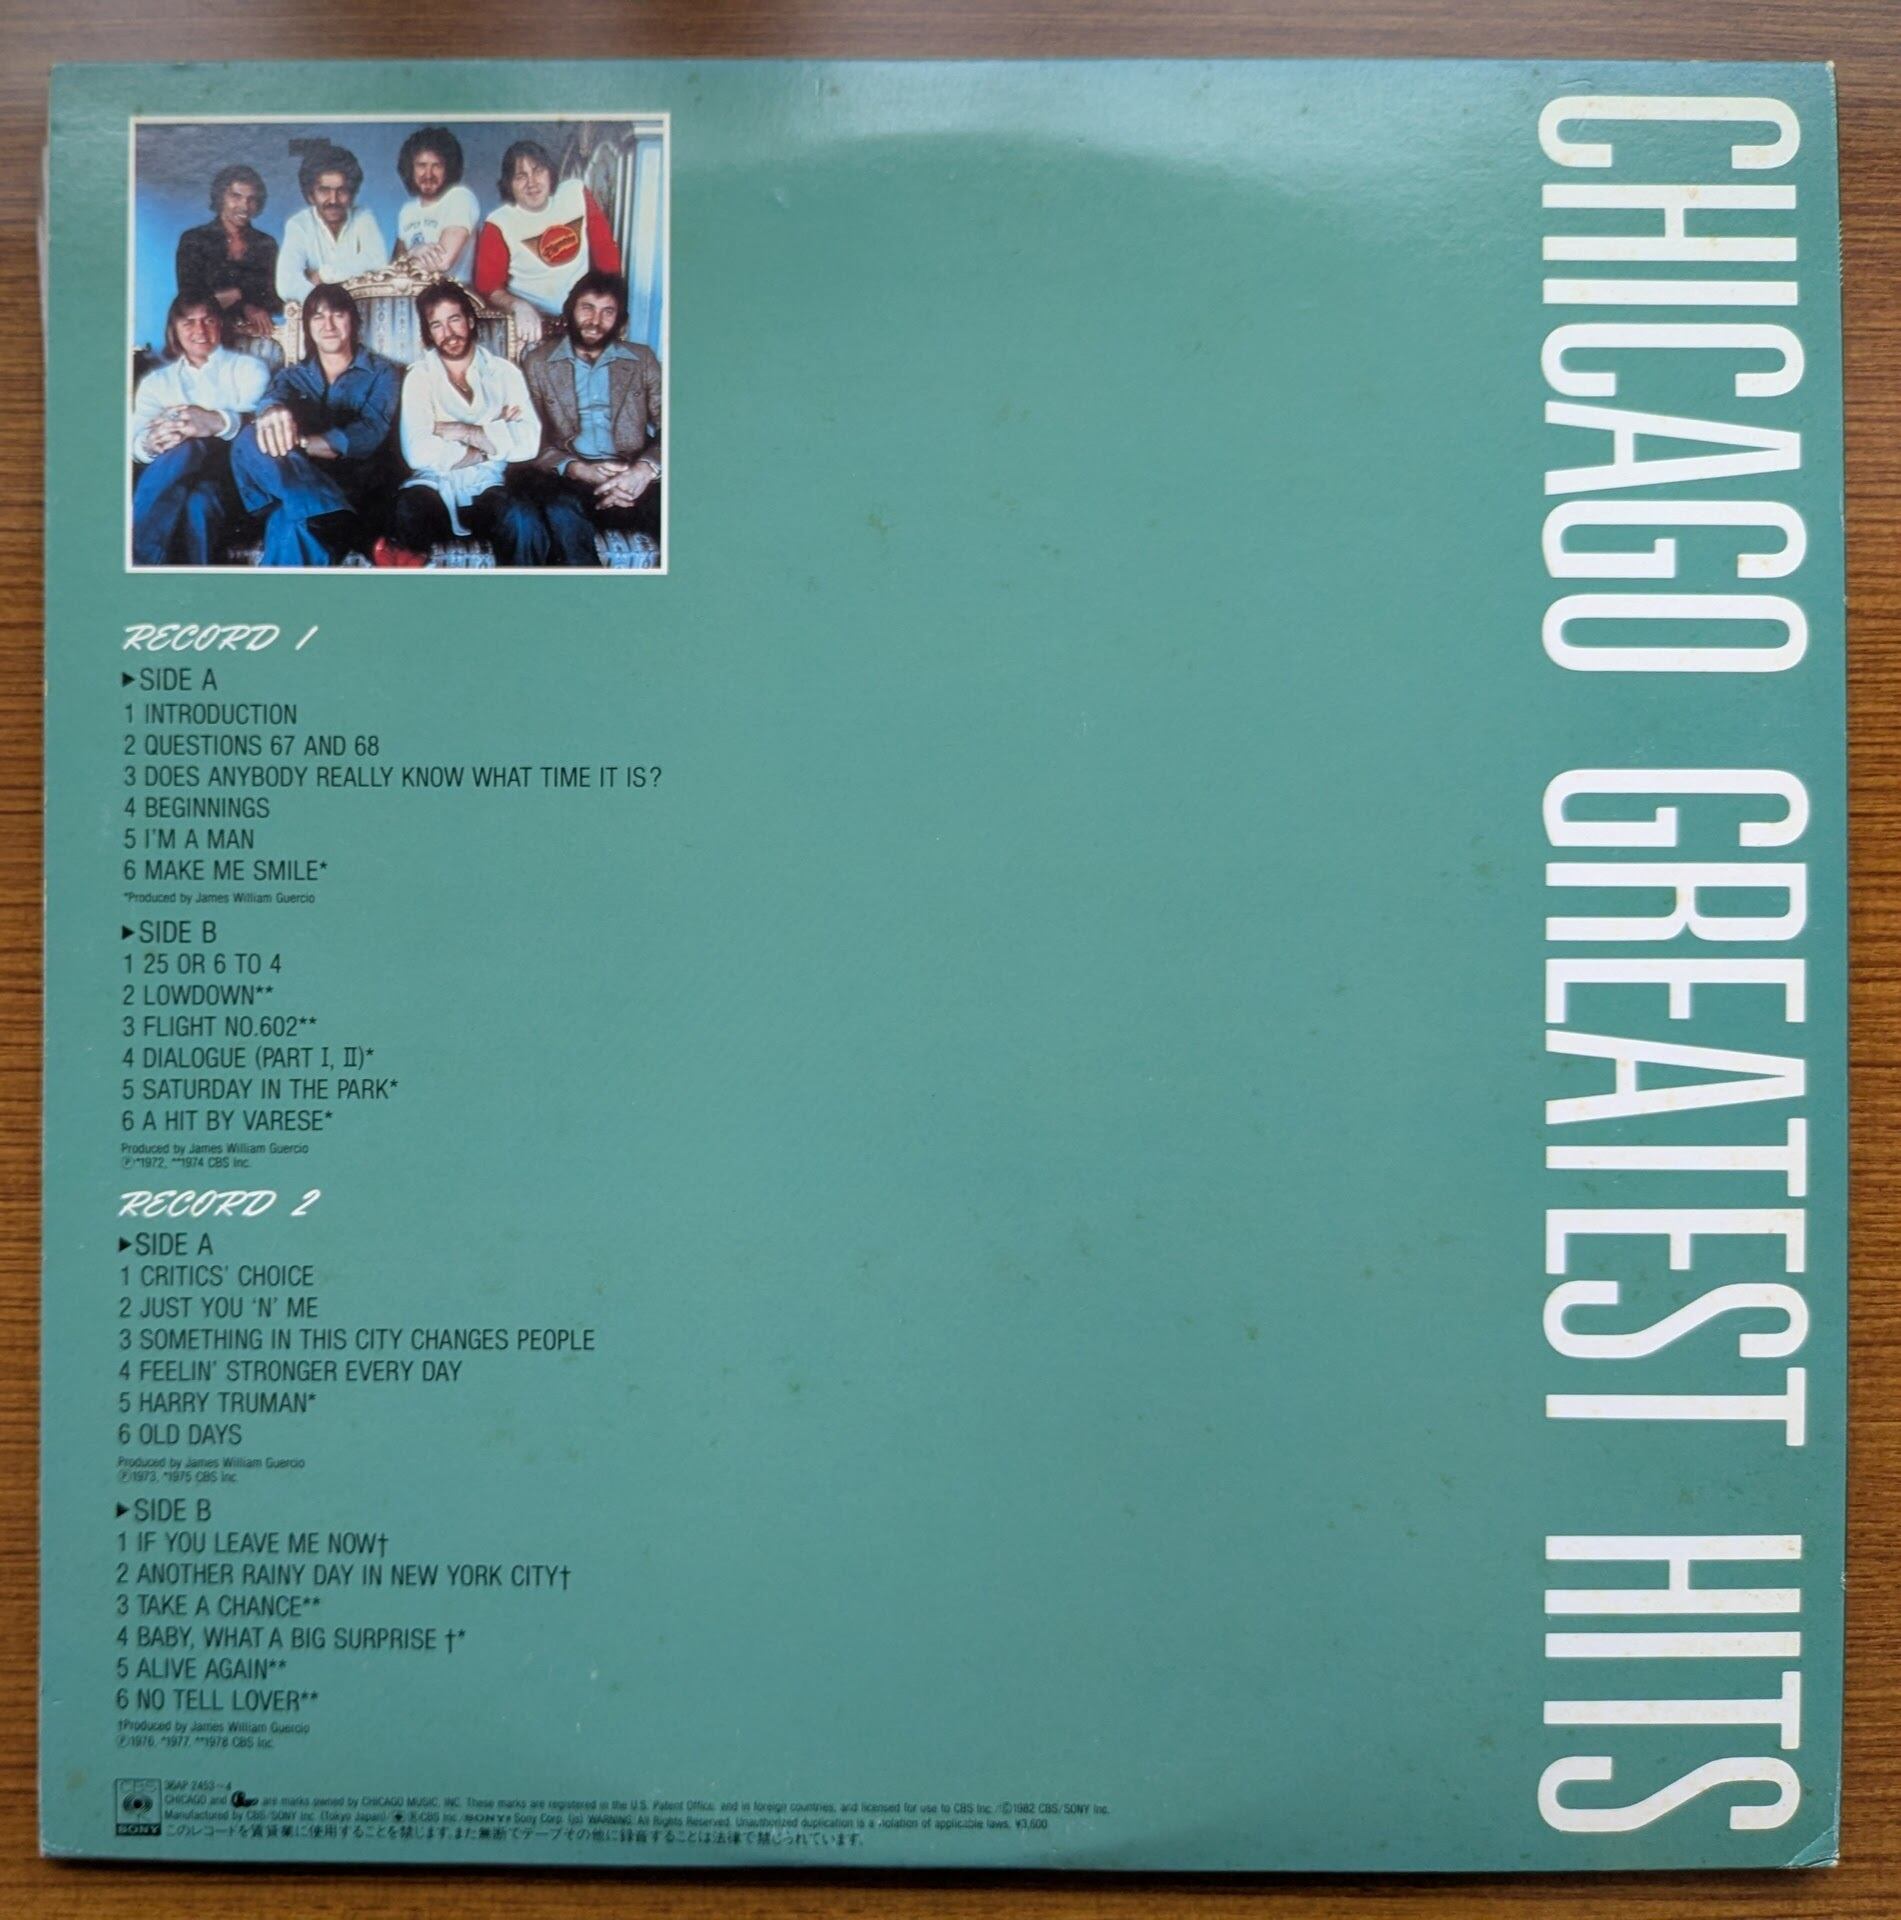 CHICAGO GREATEST HITS
RECORD 1
▶SIDE A
1 INTRODUCTION
2 QUESTIONS 67 AND 68
3 DOES ANYBODY REALLY KNOW WHAT TIME IT IS?
4 BEGINNINGS
5 I'M A MAN
6 MAKE ME SMILE*
*Produced by James William Guercio
▶SIDE B
1 25 OR 6 TO 4
2 LOWDOWN**
3 FLIGHT NO.602**
4 DIALOGUE (PART I, II)*
5 SATURDAY IN THE PARK*
6 A HIT BY VARESE*
Produced by James William Guercio
Ⓟ*1972, **1974 CBS Inc.
RECORD 2
▶SIDE A
1 CRITICS' CHOICE
2 JUST YOU 'N' ME
3 SOMETHING IN THIS CITY CHANGES PEOPLE
4 FEELIN' STRONGER EVERY DAY
5 HARRY TRUMAN*
6 OLD DAYS
Produced by James William Guercio
Ⓟ1973, *1975 CBS Inc.
▶SIDE B
1 IF YOU LEAVE ME NOW†
2 ANOTHER RAINY DAY IN NEW YORK CITY†
3 TAKE A CHANCE**
4 BABY, WHAT A BIG SURPRISE †*
5 ALIVE AGAIN**
6 NO TELL LOVER**
†Produced by James William Guercio
Ⓟ1976, *1977, **1978 CBS Inc.
CBS
SONY
36AP 2453~4
CHICAGO and Chicago are marks owned by CHICAGO MUSIC, INC. These marks are registered in the U.S. Patent Office, and in foreign countries, and licensed for use to CBS Inc./Ⓟ1982 CBS/SONY Inc.
Manufactured by CBS/SONY Inc. (Tokyo Japan)/ CBS Inc./SONY® Sony Corp. (js) WARNING: All Rights Reserved. Unauthorized duplication is a violation of applicable laws. ¥3,600
このレコードを賃貸業に使用することを禁じます。また無断でテープその他に録音することは法律で禁じられています。